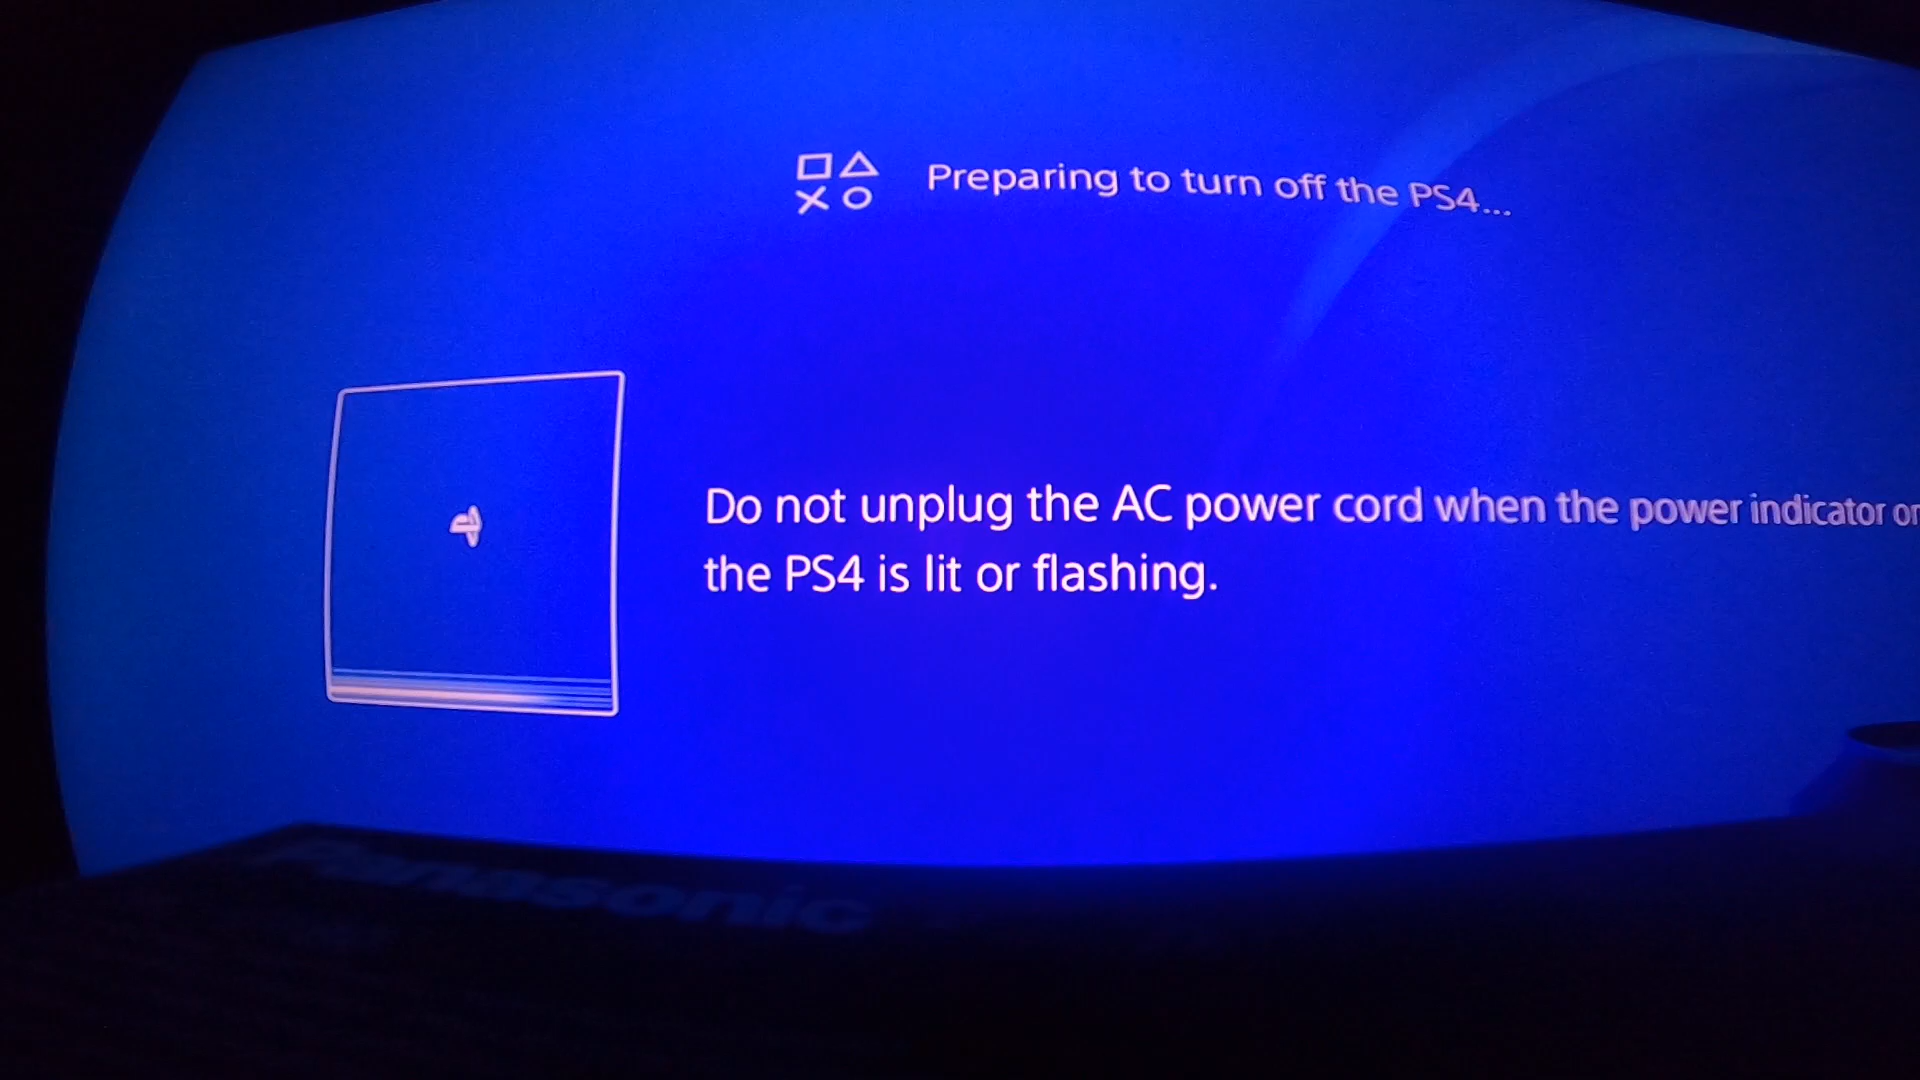 Preparing to turn off the PS4...
Do not unplug the AC power cord when the power indicator on
the PS4 is lit or flashing.
Panasonic